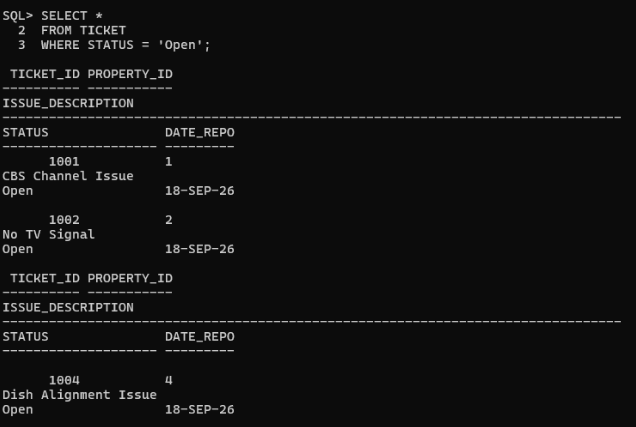 SQL> SELECT *
  2  FROM TICKET
  3  WHERE STATUS = 'Open';
 TICKET_ID PROPERTY_ID
---------- -----------
ISSUE_DESCRIPTION
--------------------------------------------------------------------------------
STATUS               DATE_REPO
-------------------- ---------
      1001           1
CBS Channel Issue
Open                 18-SEP-26
      1002           2
No TV Signal
Open                 18-SEP-26
 TICKET_ID PROPERTY_ID
---------- -----------
ISSUE_DESCRIPTION
--------------------------------------------------------------------------------
STATUS               DATE_REPO
-------------------- ---------
      1004           4
Dish Alignment Issue
Open                 18-SEP-26